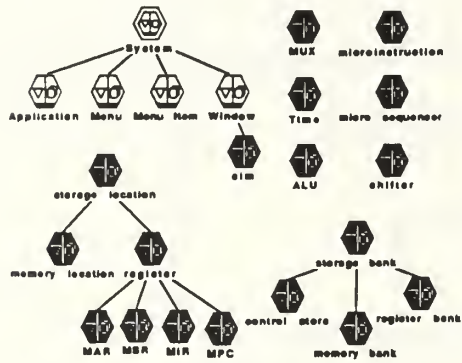 System
MUX microinstruction
Application Menu Menu Item Window
Time micro sequencer
sim
ALU shifter
storage location
memory location register
storage bank
control store register bank
MAR MBR MIR MPC
memory bank